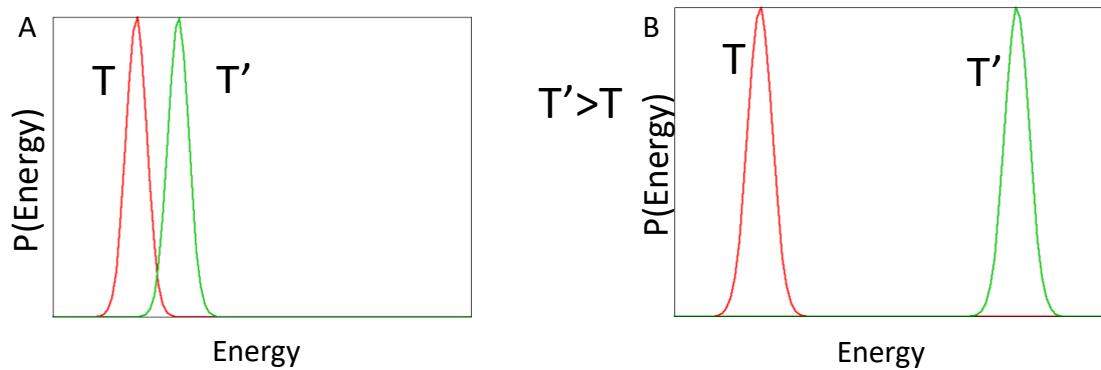 A
T T’
P(Energy)
Energy
T’>T
B
T T’
P(Energy)
Energy